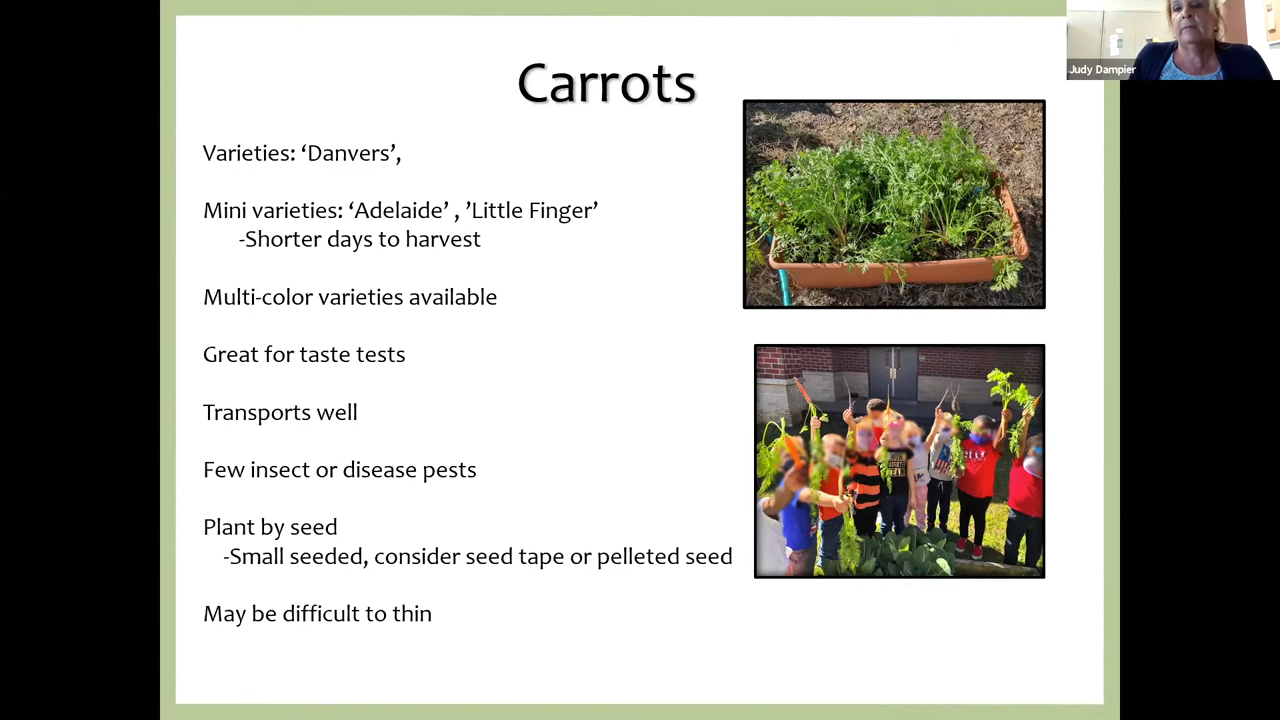 Carrots
Judy Dampier
Varieties: ‘Danvers’,
Mini varieties: ‘Adelaide’ , ’Little Finger’
-Shorter days to harvest
Multi-color varieties available
Great for taste tests
Transports well
Few insect or disease pests
Plant by seed
-Small seeded, consider seed tape or pelleted seed
May be difficult to thin